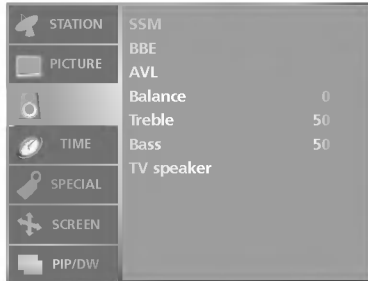 STATION
PICTURE
TIME
SPECIAL
SCREEN
PIP/DW
SSM
BBE
AVL
Balance 0
Treble 50
Bass 50
TV speaker